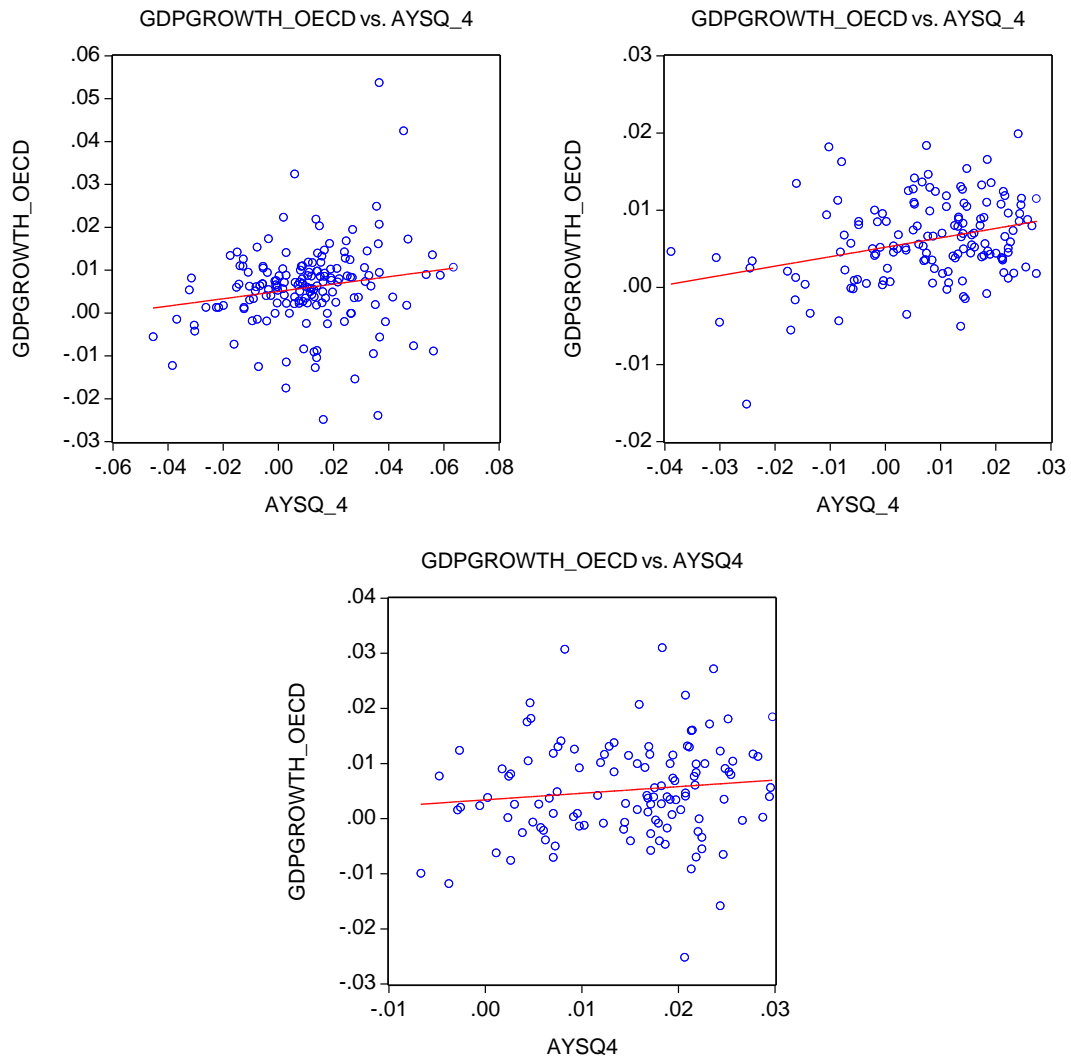 GDPGROWTH_OECD vs. AYSQ_4
.06
.05
.04
.03
.02
.01
.00
-.01
-.02
-.03
-.06 -.04 -.02 .00 .02 .04 .06 .08
GDPGROWTH_OECD
AYSQ_4
GDPGROWTH_OECD vs. AYSQ_4
.03
.02
.01
.00
-.01
-.02
-.04 -.03 -.02 -.01 .00 .01 .02 .03
GDPGROWTH_OECD
AYSQ_4
GDPGROWTH_OECD vs. AYSQ4
.04
.03
.02
.01
.00
-.01
-.02
-.03
-.01 .00 .01 .02 .03
GDPGROWTH_OECD
AYSQ4